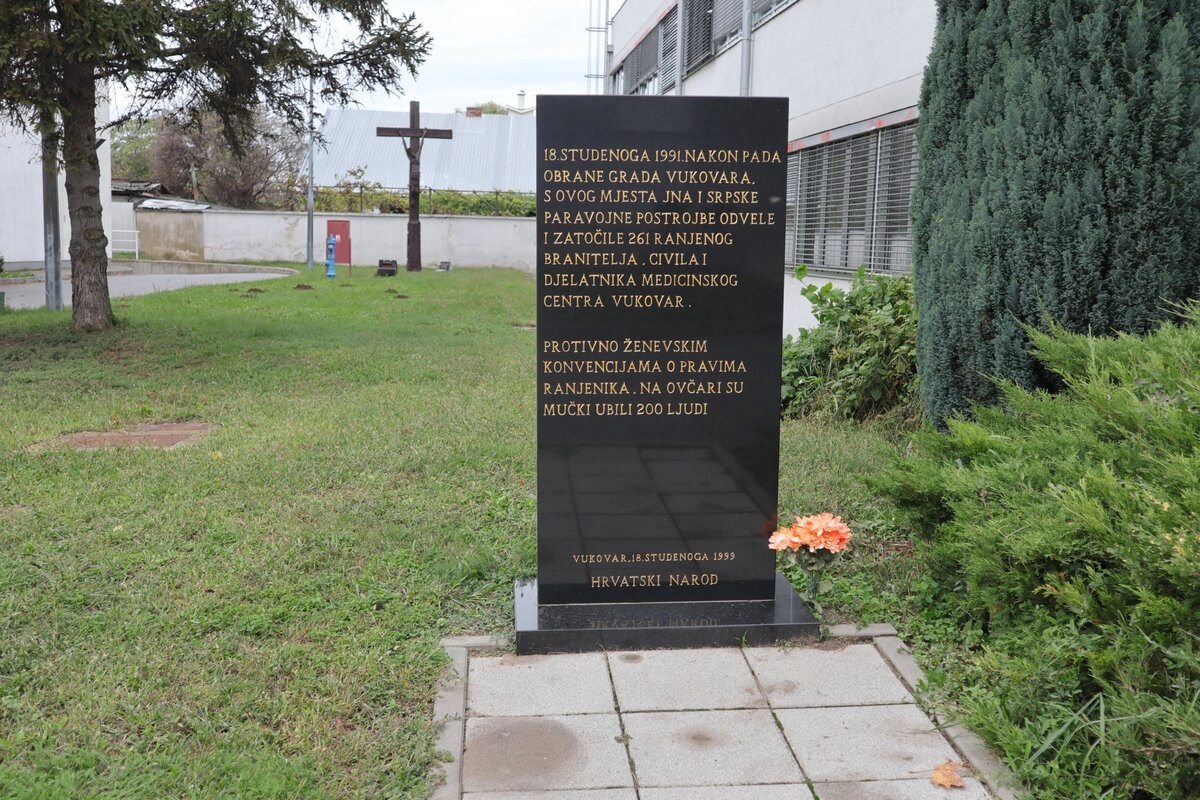 18.STUDENOGA 1991.NAKON PADA
OBRANE GRADA VUKOVARA,
S OVOG MJESTA JNA I SRPSKE
PARAVOJNE POSTROJBE ODVELE
I ZATOČILE 261 RANJENOG
BRANITELJA, CIVILA I
DJELATNIKA MEDICINSKOG
CENTRA VUKOVAR.
PROTIVNO ŽENEVSKIM
KONVENCIJAMA O PRAVIMA
RANJENIKA, NA OVČARI SU
MUČKI UBILI 200 LJUDI
VUKOVAR,18.STUDENOGA 1999
HRVATSKI NAROD